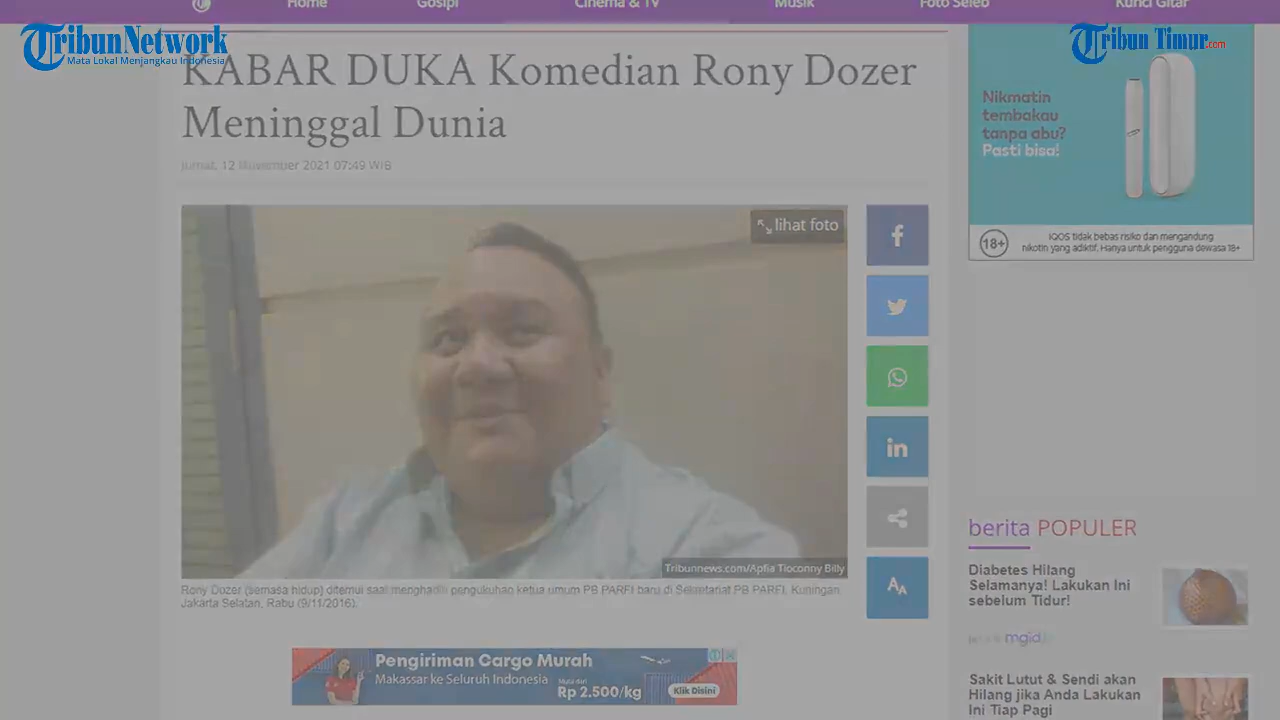 Home
Gosipi
Cinema & TV
Musik
Foto Seleb
Kunci Gitar
TribunNetwork
Mata Lokal Menjangkau Indonesia
Tribun Timur.com
KABAR DUKA Komedian Rony Dozer
Meninggal Dunia
Jumat, 12 November 2021 07:49 WIB
lihat foto
Tribunnews.com/Apfia Tioconny Billy
Rony Dozer (semasa hidup) ditemui saat menghadiri pengukuhan ketua umum PB PARFI baru di Sekretariat PB PARFI, Kuningan,
Jakarta Selatan, Rabu (9/11/2016).
Pengiriman Cargo Murah
Makassar ke Seluruh Indonesia
Mulai dari
Rp 2.500/kg
Klik Disini
Nikmatin
tembakau
tanpa abu?
Pasti bisa!
18+
IQOS tidak bebas risiko dan mengandung
nikotin yang adiktif. Hanya untuk pengguna dewasa 18+
berita POPULER
Diabetes Hilang
Selamanya! Lakukan Ini
sebelum Tidur!
mgid
Sakit Lutut & Sendi akan
Hilang jika Anda Lakukan
Ini Tiap Pagi